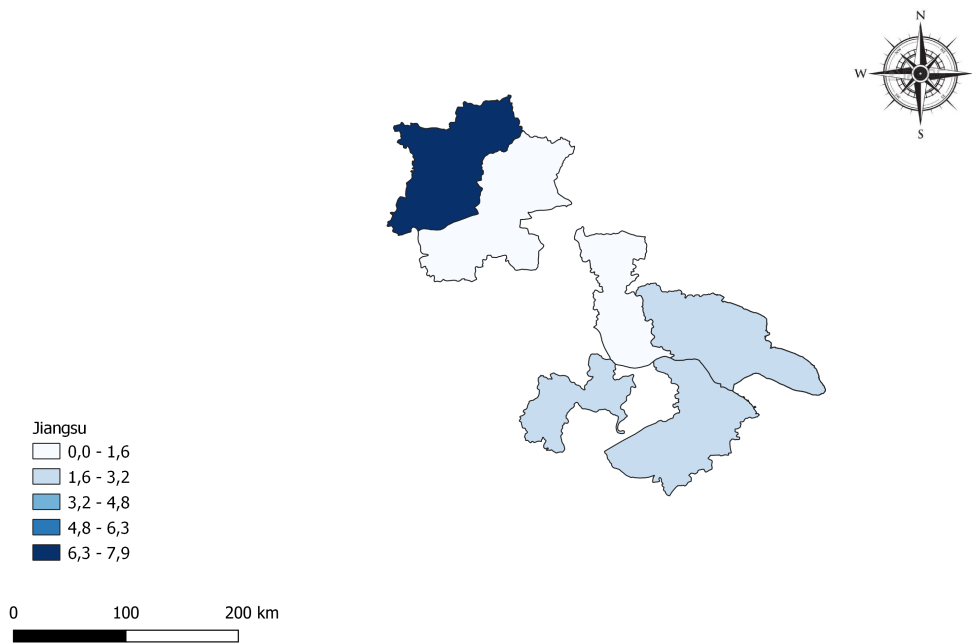 N
W
S
Jiangsu
0,0 - 1,6
1,6 - 3,2
3,2 - 4,8
4,8 - 6,3
6,3 - 7,9
0 100 200 km